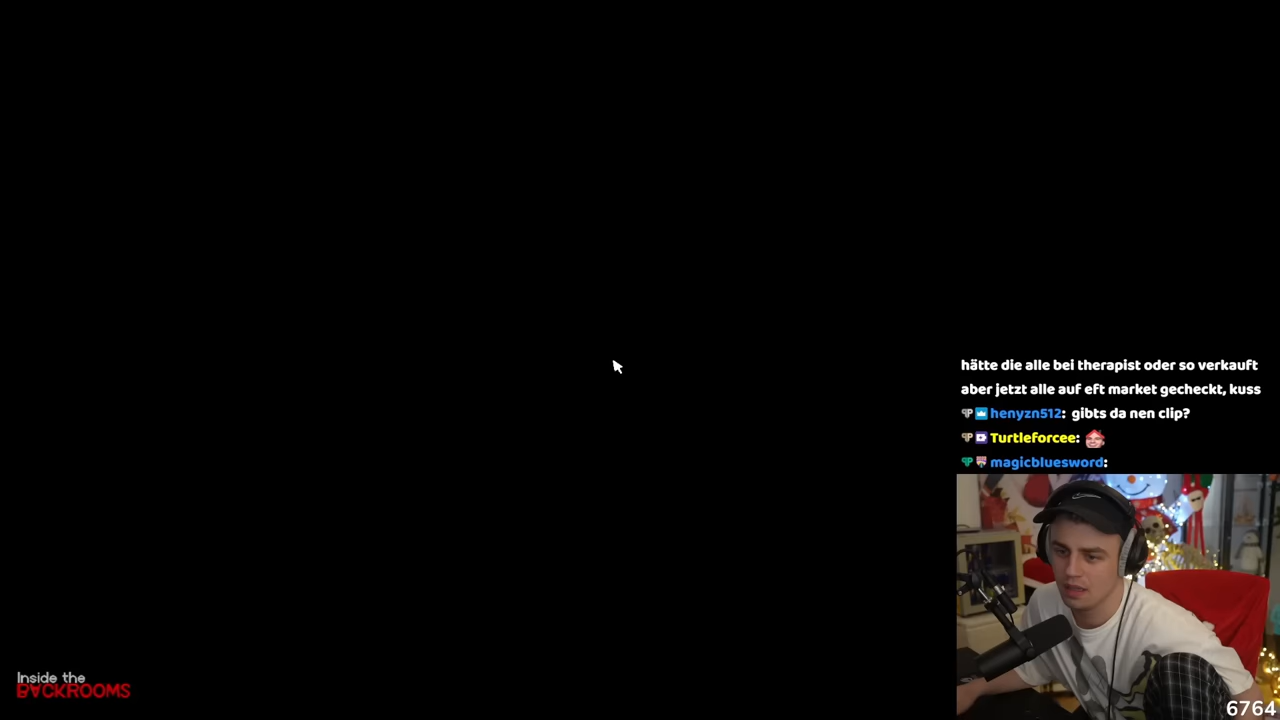 hätte die alle bei therapist oder so verkauft
aber jetzt alle auf eft market gecheckt, kuss
henyzn512: gibts da nen clip?
Turtleforcee:
magicbluesword:
Inside the
BACKROOMS
6764